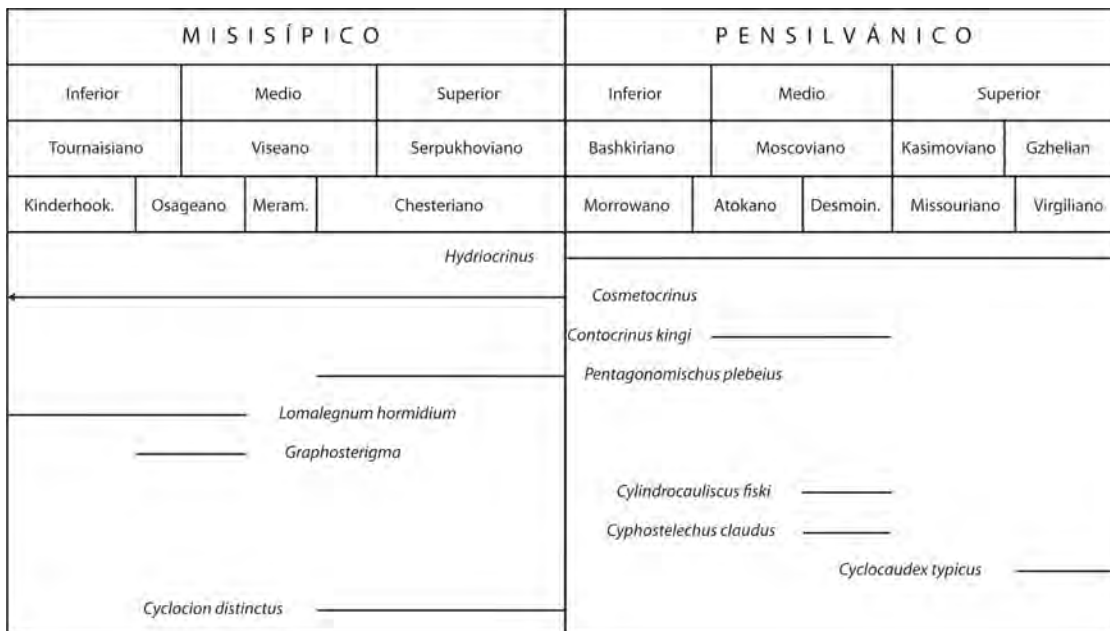 MISISÍPICO PENSILVÁNICO
Inferior Medio Superior Inferior Medio Superior
Tournaisiano Viseano Serpukhoviano Bashkiriano Moscoviano Kasimoviano Gzhelian
Kinderhook. Osageano Meram. Chesteriano Morrowano Atokano Desmoin. Missouriano Virgiliano
Hydriocrinus
Cosmetocrinus
Contocrinus kingi
Pentagonomischus plebeius
Lomalegnum hormidium
Graphosterigma
Cylindrocauliscus fiski
Cyphostelechus claudus
Cyclocaudex typicus
Cyclocion distinctus